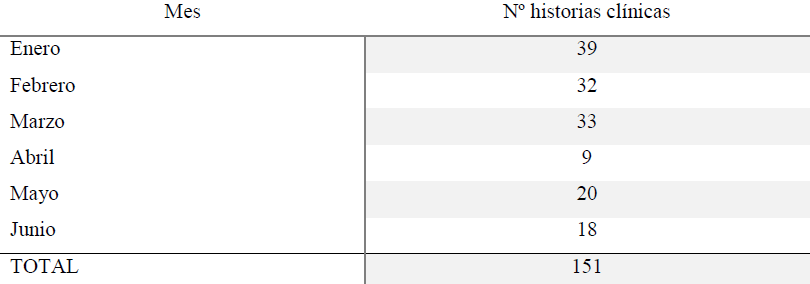 Mes Nº historias clínicas
Enero 39
Febrero 32
Marzo 33
Abril 9
Mayo 20
Junio 18
TOTAL 151